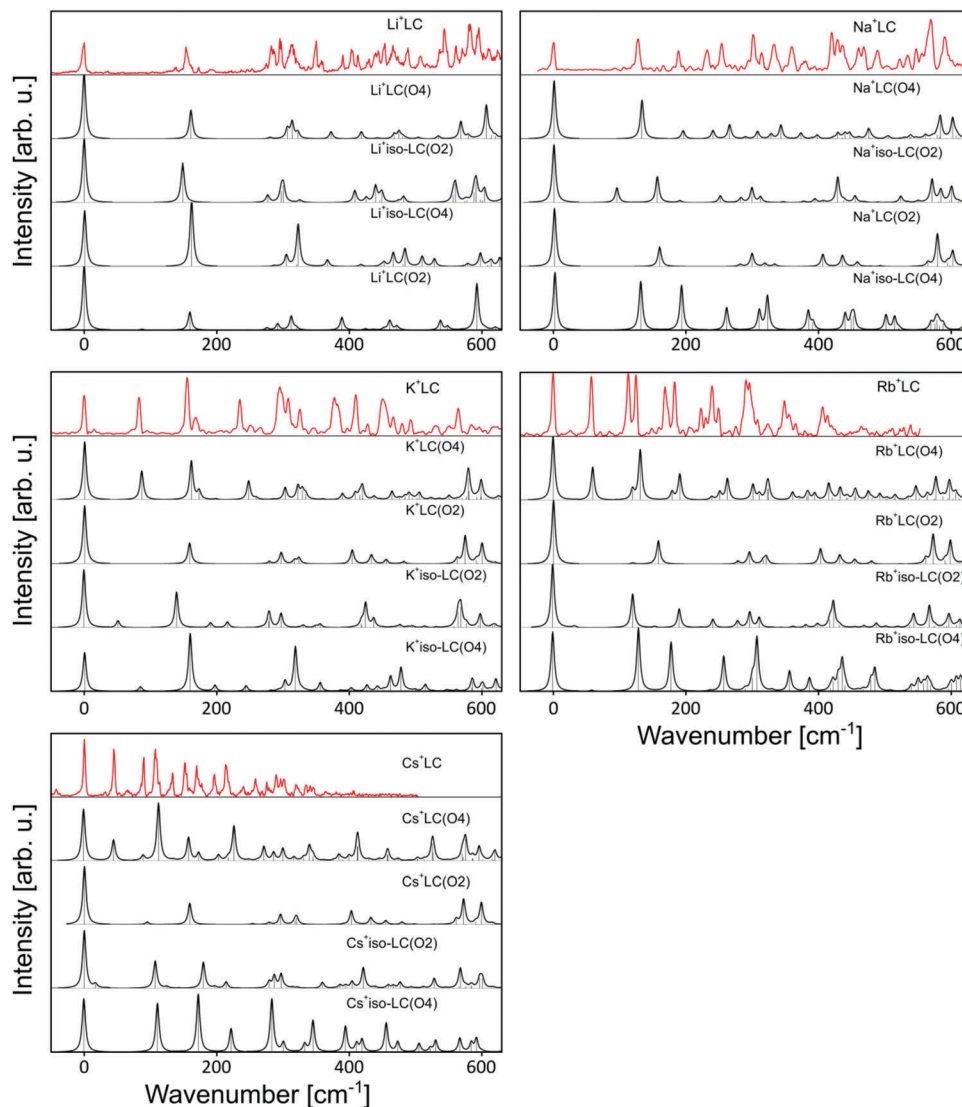 Li⁺LC
Li⁺LC(O4)
Li⁺iso-LC(O2)
Li⁺iso-LC(O4)
Li⁺LC(O2)
Intensity [arb. u.]
0 200 400 600
Na⁺LC
Na⁺LC(O4)
Na⁺iso-LC(O2)
Na⁺LC(O2)
Na⁺iso-LC(O4)
0 200 400 600
K⁺LC
K⁺LC(O4)
K⁺LC(O2)
K⁺iso-LC(O2)
K⁺iso-LC(O4)
Intensity [arb. u.]
0 200 400 600
Rb⁺LC
Rb⁺LC(O4)
Rb⁺LC(O2)
Rb⁺iso-LC(O2)
Rb⁺iso-LC(O4)
0 200 400 600
Wavenumber [cm⁻¹]
Cs⁺LC
Cs⁺LC(O4)
Cs⁺LC(O2)
Cs⁺iso-LC(O2)
Cs⁺iso-LC(O4)
Intensity [arb. u.]
0 200 400 600
Wavenumber [cm⁻¹]